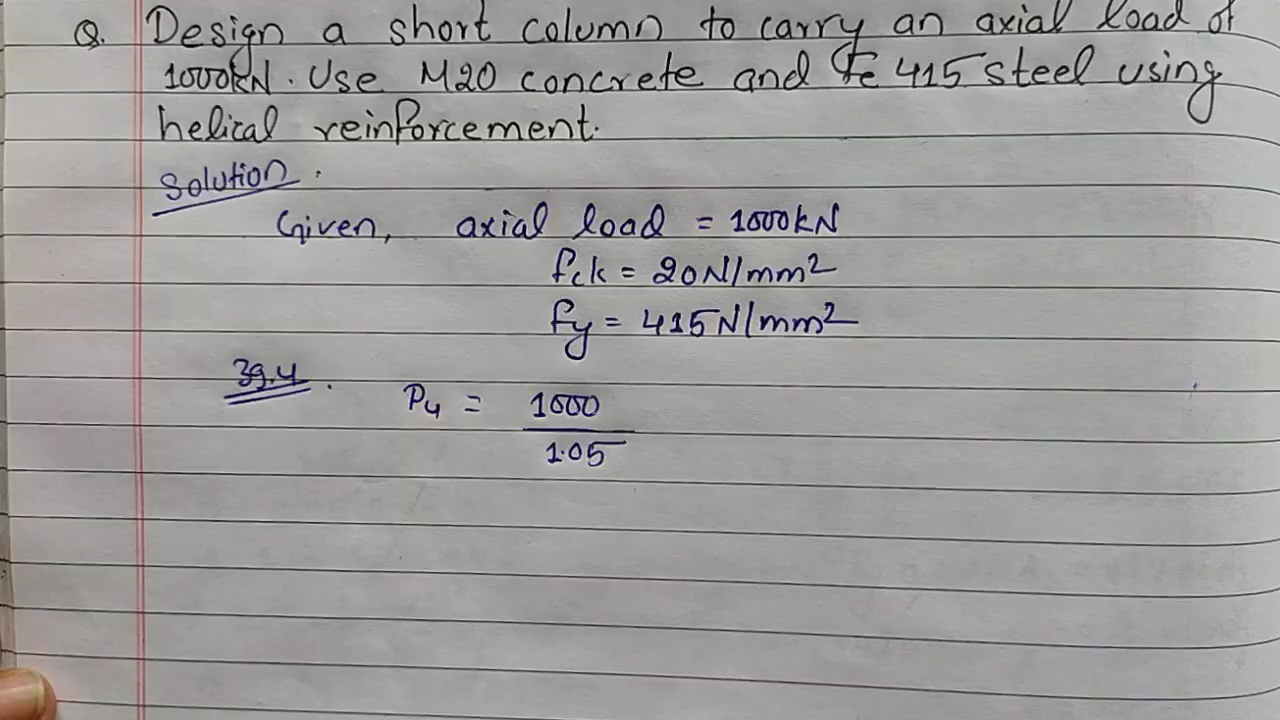 Q. Design a short column to carry an axial load of
1000kN. Use M20 concrete and Fe 415 steel using
helical reinforcement.
Solution.
Given, axial load = 1000kN
fck = 20N/mm²
fy = 415N/mm²
39.4. Pu = 1000
1.05